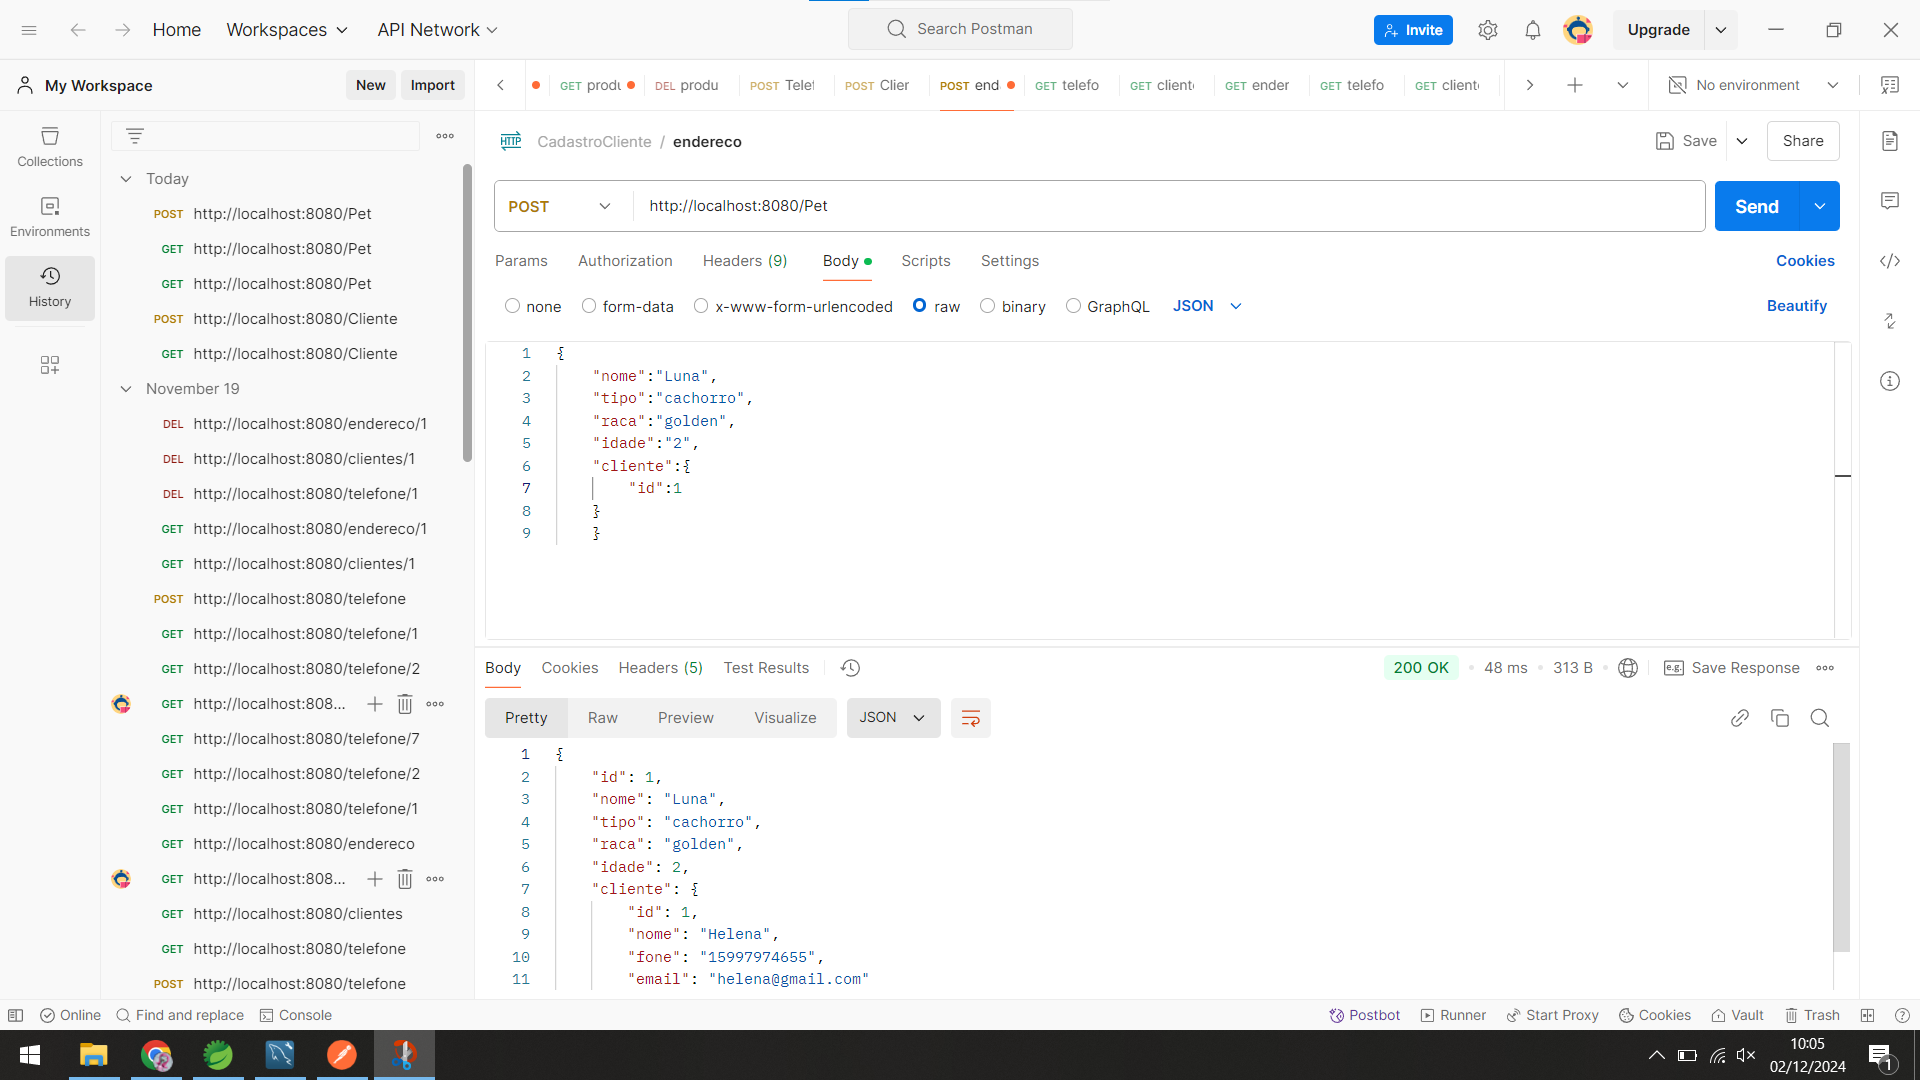 Home Workspaces API Network Search Postman Invite Upgrade
My Workspace New Import GET produ DEL produ POST Telef POST Clier POST end GET telefo GET client GET ender GET telefo GET client No environment
Collections
Environments
History
Today
POST http://localhost:8080/Pet
GET http://localhost:8080/Pet
GET http://localhost:8080/Pet
POST http://localhost:8080/Cliente
GET http://localhost:8080/Cliente
November 19
DEL http://localhost:8080/endereco/1
DEL http://localhost:8080/clientes/1
DEL http://localhost:8080/telefone/1
GET http://localhost:8080/endereco/1
GET http://localhost:8080/clientes/1
POST http://localhost:8080/telefone
GET http://localhost:8080/telefone/1
GET http://localhost:8080/telefone/2
GET http://localhost:808...
GET http://localhost:8080/telefone/7
GET http://localhost:8080/telefone/2
GET http://localhost:8080/telefone/1
GET http://localhost:8080/endereco
GET http://localhost:808...
GET http://localhost:8080/clientes
GET http://localhost:8080/telefone
POST http://localhost:8080/telefone
HTTP CadastroCliente / endereco Save Share
POST http://localhost:8080/Pet Send
Params Authorization Headers (9) Body Scripts Settings Cookies
none form-data x-www-form-urlencoded raw binary GraphQL JSON Beautify
1 {
2 "nome":"Luna",
3 "tipo":"cachorro",
4 "raca":"golden",
5 "idade":"2",
6 "cliente":{
7 "id":1
8 }
9 }
Body Cookies Headers (5) Test Results 200 OK 48 ms 313 B e.g. Save Response
Pretty Raw Preview Visualize JSON
1 {
2 "id": 1,
3 "nome": "Luna",
4 "tipo": "cachorro",
5 "raca": "golden",
6 "idade": 2,
7 "cliente": {
8 "id": 1,
9 "nome": "Helena",
10 "fone": "15997974655",
11 "email": "helena@gmail.com"
Online Find and replace Console Postbot Runner Start Proxy Cookies Vault Trash
10:05
02/12/2024
1